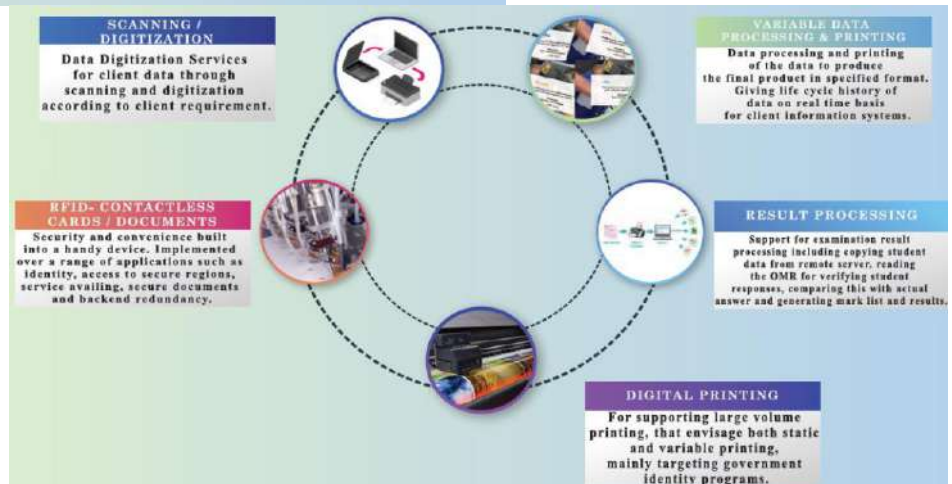 SCANNING /
DIGITIZATION
Data Digitization Services
for client data through
scanning and digitization
according to client requirement.
VARIABLE DATA
PROCESSING & PRINTING
Data processing and printing
of the data to produce
the final product in specified format.
Giving life cycle history of
data on real time basis
for client information systems.
RFID- CONTACTLESS
CARDS / DOCUMENTS
Security and convenience built
into a handy device. Implemented
over a range of applications such as
identity, access to secure regions,
service availing, secure documents
and backend redundancy.
RESULT PROCESSING
Support for examination result
processing including copying student
data from remote server, reading
the OMR for verifying student
responses, comparing this with actual
answer and generating mark list and results.
DIGITAL PRINTING
For supporting large volume
printing, that envisage both static
and variable printing,
mainly targeting government
identity programs.